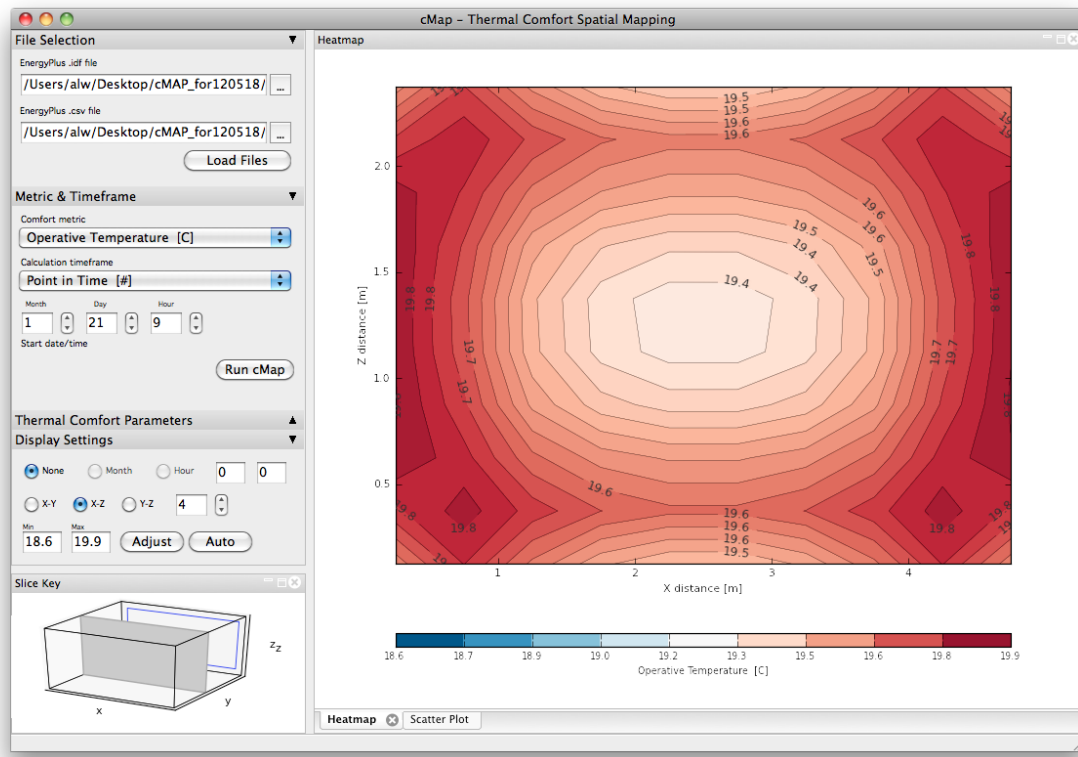 cMap – Thermal Comfort Spatial Mapping
File Selection
EnergyPlus .idf file
/Users/alw/Desktop/cMAP_for120518/
...
EnergyPlus .csv file
/Users/alw/Desktop/cMAP_for120518/
...
Load Files
Metric & Timeframe
Comfort metric
Operative Temperature [C]
Calculation timeframe
Point in Time [#]
Month Day Hour
1 21 9
Start date/time
Run cMap
Thermal Comfort Parameters
Display Settings
None Month Hour 0 0
X-Y X-Z Y-Z 4
Min Max
18.6 19.9 Adjust Auto
Slice Key
z z
y
x
Heatmap
19.5
19.6
19.6
2.0
19.6
19.5 19.6
19.4 19.5
1.5
19.4 19.4
19.8 19.8
19.8 19.8
Z distance [m]
19.7 19.7 19.7
1.0
19.7
0.5
19.6
19.8 19.8
19.8 19.8
19.6
19.6
19.6
19.5
1 2 3 4
X distance [m]
18.6 18.7 18.9 19.0 19.2 19.3 19.5 19.6 19.8 19.9
Operative Temperature [C]
Heatmap Scatter Plot